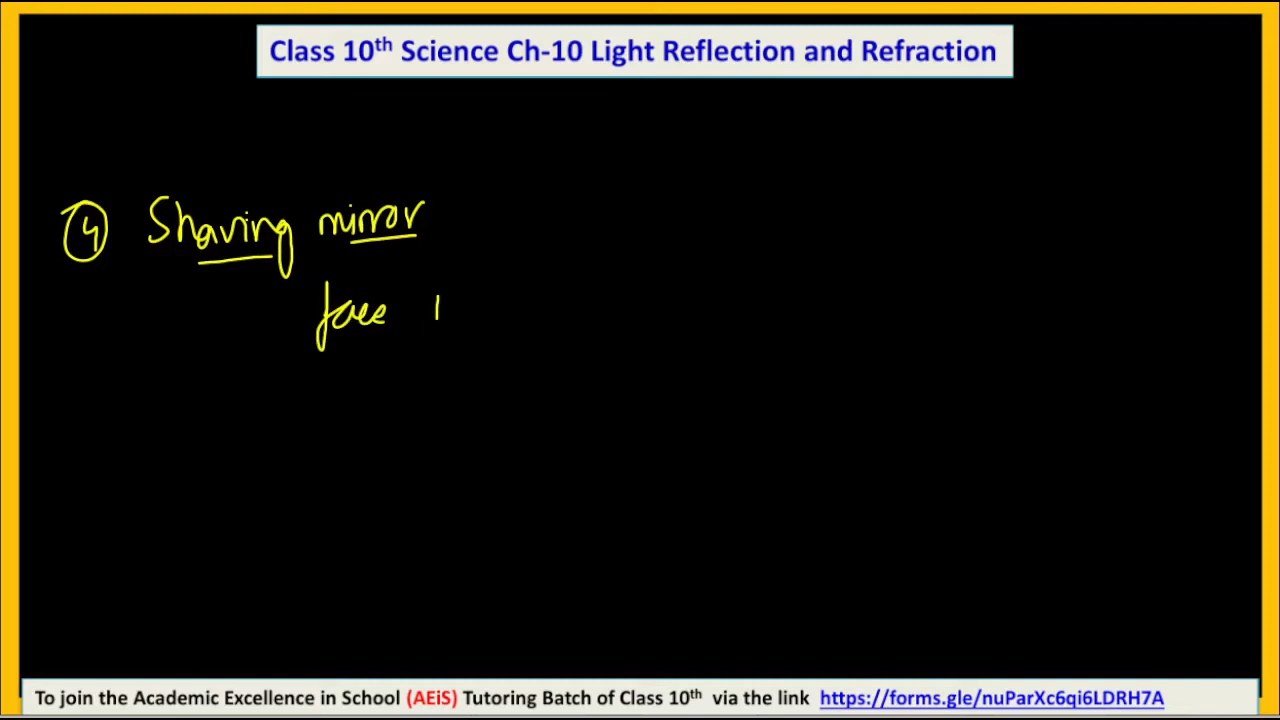 Class 10th Science Ch-10 Light Reflection and Refraction
④ Shaving mirror
face
To join the Academic Excellence in School (AEiS) Tutoring Batch of Class 10th via the link https://forms.gle/nuParXc6qi6LDRH7A